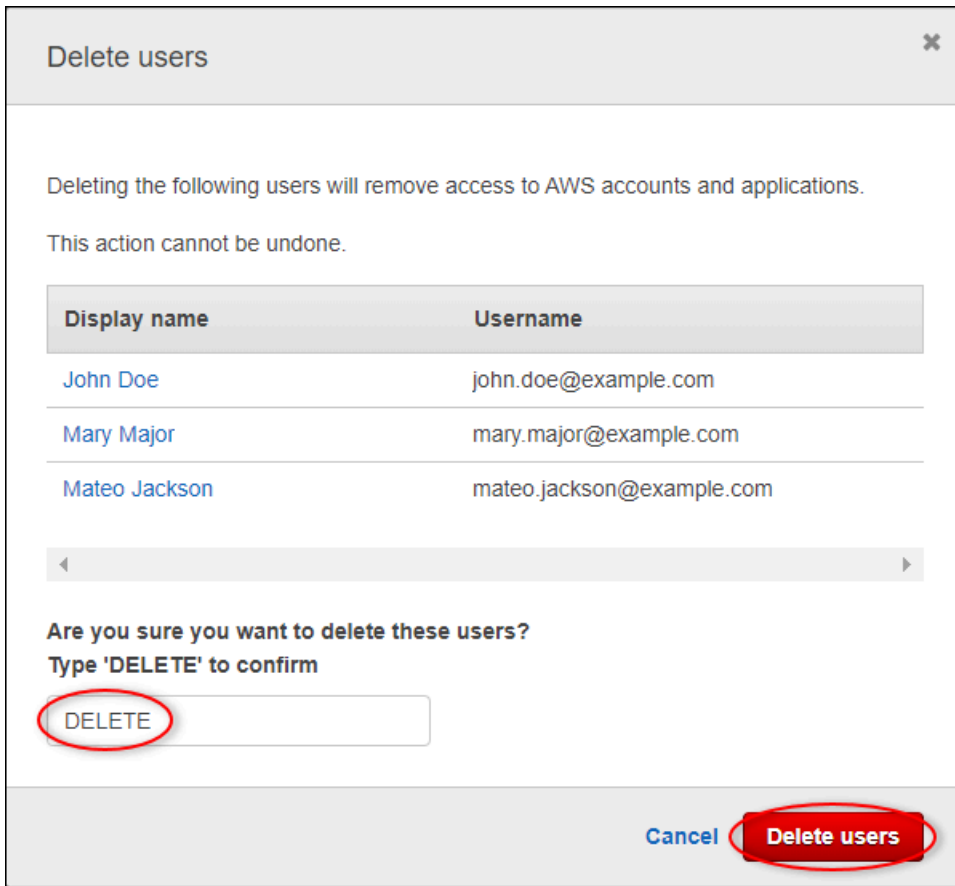 Delete users
Deleting the following users will remove access to AWS accounts and applications.
This action cannot be undone.
Display name Username
John Doe john.doe@example.com
Mary Major mary.major@example.com
Mateo Jackson mateo.jackson@example.com
Are you sure you want to delete these users?
Type 'DELETE' to confirm
DELETE
Cancel Delete users